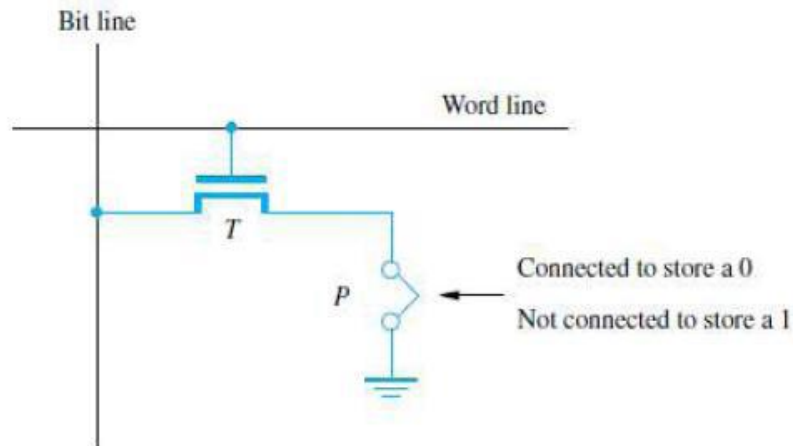 Bit line
Word line
T
P
Connected to store a 0
Not connected to store a 1